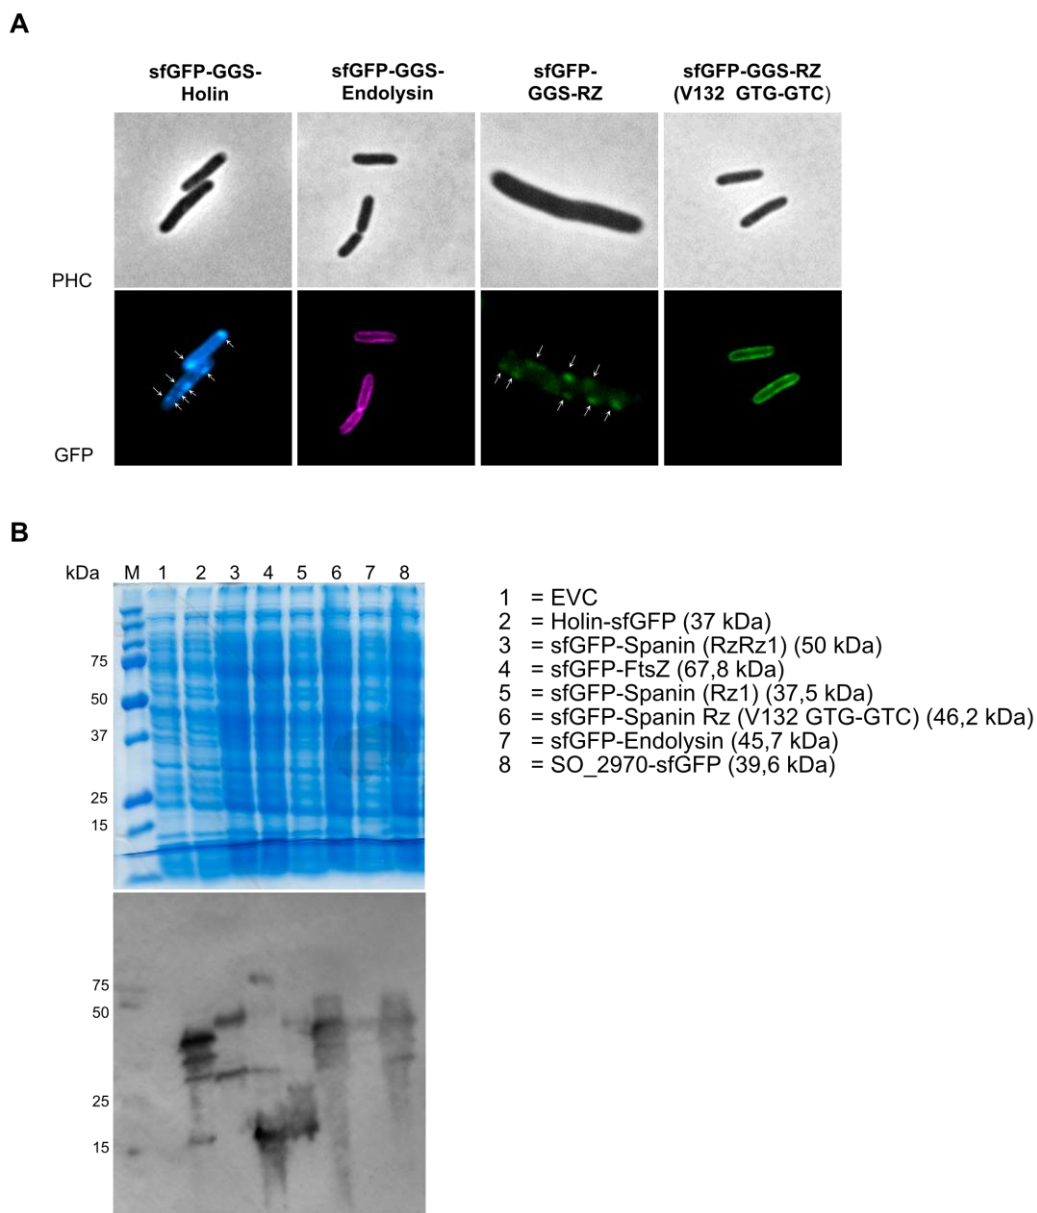 A
sfGFP-GGS-
Holin
sfGFP-GGS-
Endolysin
sfGFP-
GGS-RZ
sfGFP-GGS-RZ
(V132 GTG-GTC)
PHC
GFP
B
kDa M 1 2 3 4 5 6 7 8
75
50
37
25
15
1 = EVC
2 = Holin-sfGFP (37 kDa)
3 = sfGFP-Spanin (RzRz1) (50 kDa)
4 = sfGFP-FtsZ (67,8 kDa)
5 = sfGFP-Spanin (Rz1) (37,5 kDa)
6 = sfGFP-Spanin Rz (V132 GTG-GTC) (46,2 kDa)
7 = sfGFP-Endolysin (45,7 kDa)
8 = SO_2970-sfGFP (39,6 kDa)
75
50
25
15